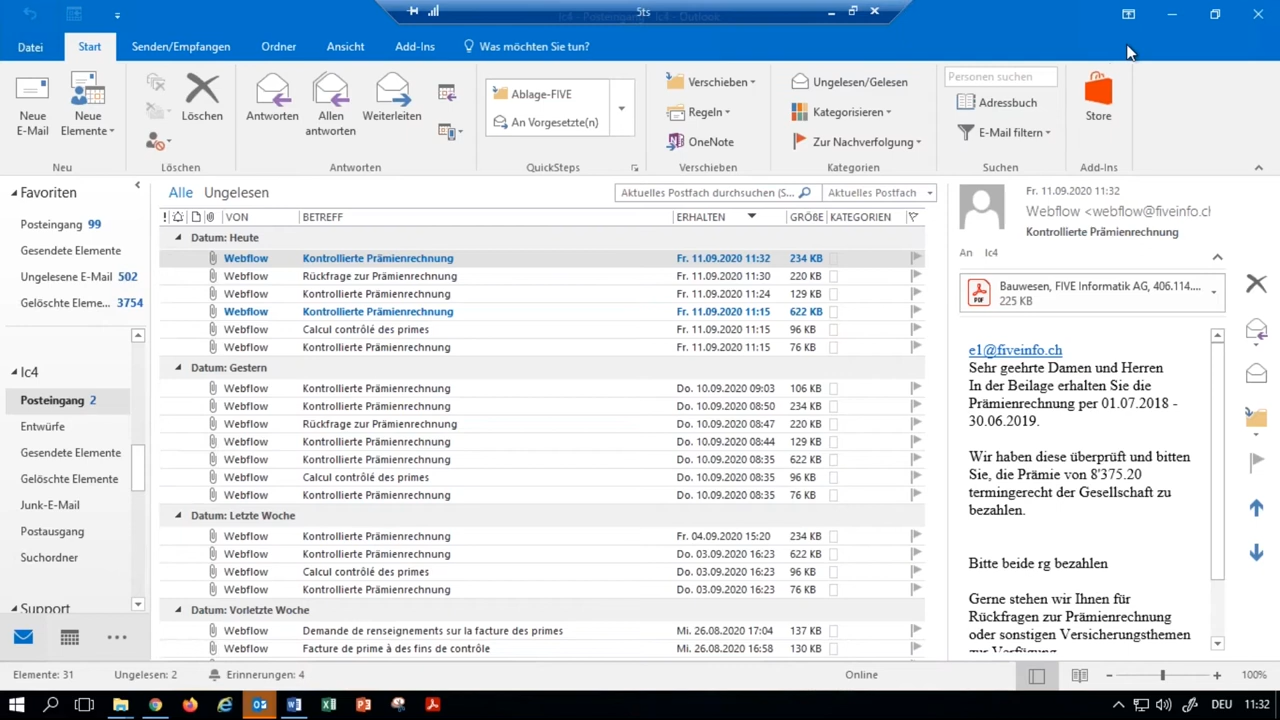 5ts
Datei Start Senden/Empfangen Ordner Ansicht Add-Ins Was möchten Sie tun?
Neue E-Mail
Neue Elemente
Löschen
Antworten
Allen antworten
Weiterleiten
Ablage-FIVE
An Vorgesetzte(n)
Verschieben
Regeln
OneNote
Ungelesen/Gelesen
Kategorisieren
Zur Nachverfolgung
Personen suchen
Adressbuch
E-Mail filtern
Store
Neu Löschen Antworten QuickSteps Verschieben Kategorien Suchen Add-Ins
Favoriten
Posteingang 99
Gesendete Elemente
Ungelesene E-Mail 502
Gelöschte Eleme... 3754
lc4
Posteingang 2
Entwürfe
Gesendete Elemente
Gelöschte Elemente
Junk-E-Mail
Postausgang
Suchordner
Support
Alle Ungelesen
Aktuelles Postfach durchsuchen (S... Aktuelles Postfach
! VON BETREFF ERHALTEN GRÖßE KATEGORIEN
Datum: Heute
Webflow Kontrollierte Prämienrechnung Fr. 11.09.2020 11:32 234 KB
Webflow Rückfrage zur Prämienrechnung Fr. 11.09.2020 11:30 220 KB
Webflow Kontrollierte Prämienrechnung Fr. 11.09.2020 11:24 129 KB
Webflow Kontrollierte Prämienrechnung Fr. 11.09.2020 11:15 622 KB
Webflow Calcul contrôlé des primes Fr. 11.09.2020 11:15 96 KB
Webflow Kontrollierte Prämienrechnung Fr. 11.09.2020 11:15 76 KB
Datum: Gestern
Webflow Kontrollierte Prämienrechnung Do. 10.09.2020 09:03 106 KB
Webflow Kontrollierte Prämienrechnung Do. 10.09.2020 08:50 234 KB
Webflow Rückfrage zur Prämienrechnung Do. 10.09.2020 08:47 220 KB
Webflow Kontrollierte Prämienrechnung Do. 10.09.2020 08:44 129 KB
Webflow Kontrollierte Prämienrechnung Do. 10.09.2020 08:35 622 KB
Webflow Calcul contrôlé des primes Do. 10.09.2020 08:35 96 KB
Webflow Kontrollierte Prämienrechnung Do. 10.09.2020 08:35 76 KB
Datum: Letzte Woche
Webflow Kontrollierte Prämienrechnung Fr. 04.09.2020 15:20 234 KB
Webflow Kontrollierte Prämienrechnung Do. 03.09.2020 16:23 622 KB
Webflow Calcul contrôlé des primes Do. 03.09.2020 16:23 96 KB
Webflow Kontrollierte Prämienrechnung Do. 03.09.2020 16:23 76 KB
Datum: Vorletzte Woche
Webflow Demande de renseignements sur la facture des primes Mi. 26.08.2020 17:04 137 KB
Webflow Facture de prime à des fins de contrôle Mi. 26.08.2020 16:58 130 KB
Fr. 11.09.2020 11:32
Webflow <webflow@fiveinfo.cl
Kontrollierte Prämienrechnung
An lc4
Bauwesen, FIVE Informatik AG, 406.114....
225 KB
e1@fiveinfo.ch
Sehr geehrte Damen und Herren
In der Beilage erhalten Sie die
Prämienrechnung per 01.07.2018 -
30.06.2019.
Wir haben diese überprüft und bitten
Sie, die Prämie von 8'375.20
termingerecht der Gesellschaft zu
bezahlen.
Bitte beide rg bezahlen
Gerne stehen wir Ihnen für
Rückfragen zur Prämienrechnung
oder sonstigen Versicherungsthemen
zur Verfügung
Elemente: 31 Ungelesen: 2 Erinnerungen: 4 Online 100%
DEU 11:32